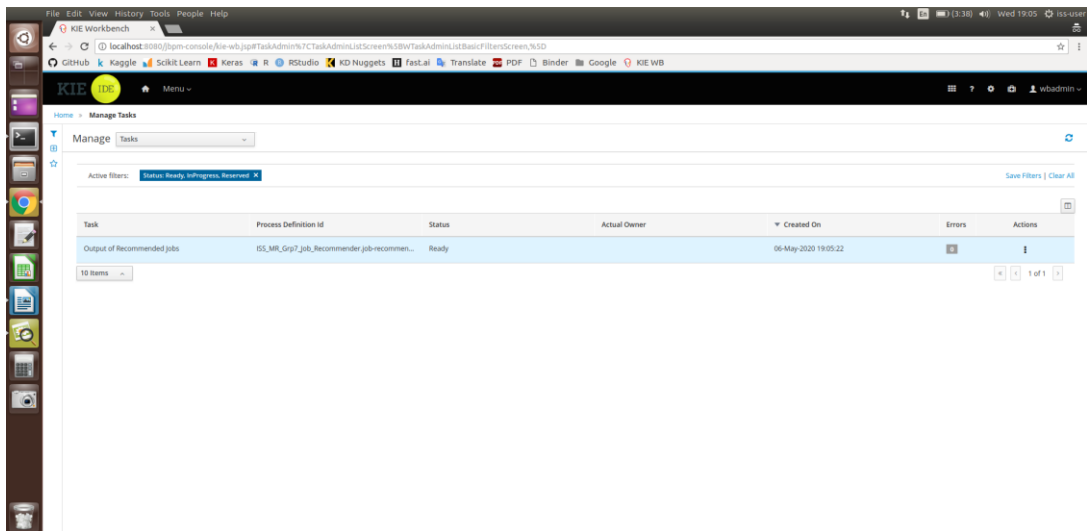 File Edit View History Tools People Help
En (3:38) Wed 19:05 iss-user
KIE Workbench
localhost:8080/jbpm-console/kie-wb.jsp#TaskAdmin%7CTaskAdminListScreen%5BWTaskAdminListBasicFiltersScreen,%5D
GitHub Kaggle Scikit Learn Keras R RStudio KD Nuggets fast.ai Translate PDF Binder Google KIE WB
KIE IDE Menu wbadmin
Home > Manage Tasks
Manage Tasks
Active filters: Status: Ready, InProgress, Reserved X Save Filters | Clear All
Task Process Definition Id Status Actual Owner Created On Errors Actions
Output of Recommended Jobs ISS_MR_Grp7_Job_Recommender.job-recommen... Ready 06-May-2020 19:05:22 0
10 Items 1 of 1